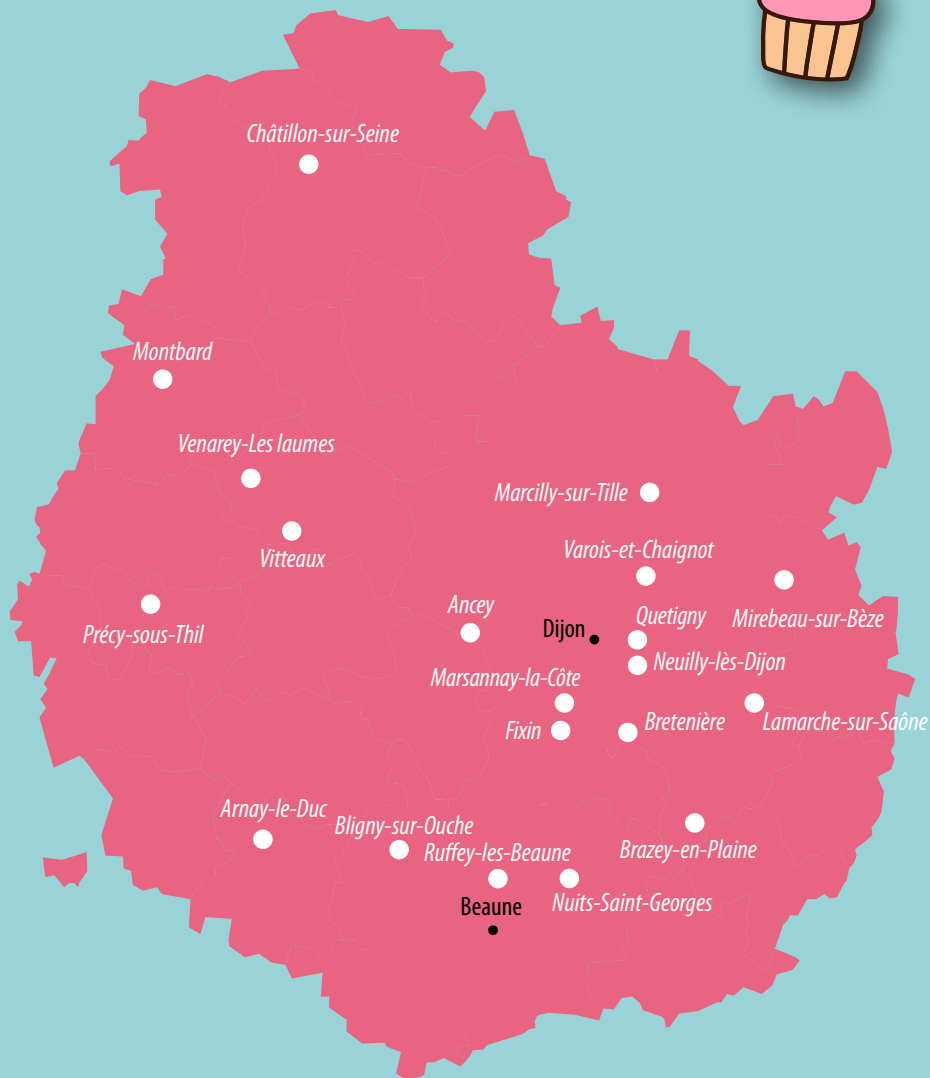 Châtillon-sur-Seine
Montbard
Venarey-Les laumes
Marcilly-sur-Tille
Varois-et-Chaignot
Vitteaux
Ancey
Quetigny
Mirebeau-sur-Bèze
Dijon
Précy-sous-Thil
Neuilly-lès-Dijon
Marsannay-la-Côte
Bretenière
Lamarche-sur-Saône
Fixin
Arnay-le-Duc
Bligny-sur-Ouche
Ruffey-les-Beaune
Brazey-en-Plaine
Nuits-Saint-Georges
Beaune